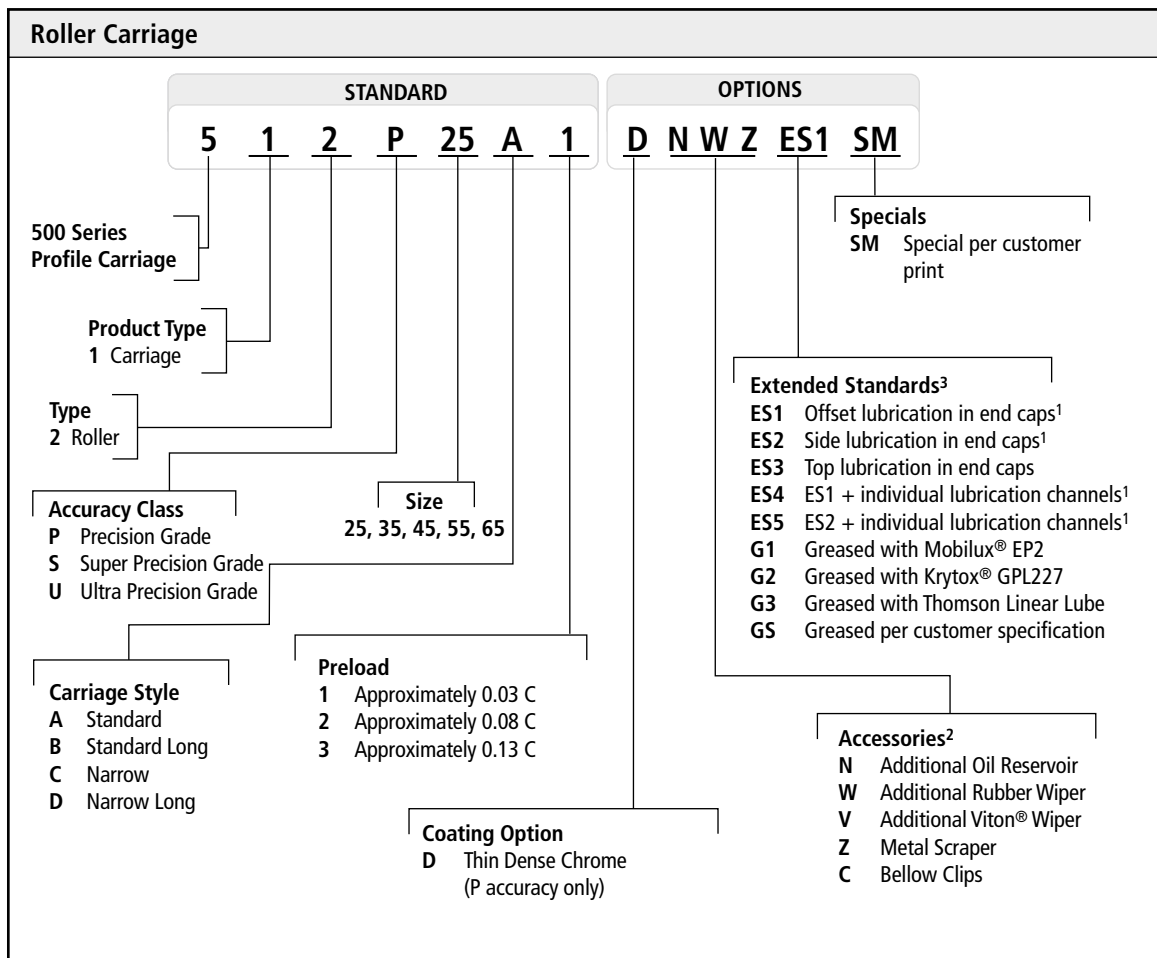 Roller Carriage
STANDARD
OPTIONS
5 1 2 P 25 A 1 D N W Z ES1 SM
500 Series
Profile Carriage
Product Type
1 Carriage
Type
2 Roller
Accuracy Class
P Precision Grade
S Super Precision Grade
U Ultra Precision Grade
Size
25, 35, 45, 55, 65
Carriage Style
A Standard
B Standard Long
C Narrow
D Narrow Long
Preload
1 Approximately 0.03 C
2 Approximately 0.08 C
3 Approximately 0.13 C
Coating Option
D Thin Dense Chrome
(P accuracy only)
Specials
SM Special per customer
print
Extended Standards³
ES1 Offset lubrication in end caps¹
ES2 Side lubrication in end caps¹
ES3 Top lubrication in end caps
ES4 ES1 + individual lubrication channels¹
ES5 ES2 + individual lubrication channels¹
G1 Greased with Mobilux® EP2
G2 Greased with Krytox® GPL227
G3 Greased with Thomson Linear Lube
GS Greased per customer specification
Accessories²
N Additional Oil Reservoir
W Additional Rubber Wiper
V Additional Viton® Wiper
Z Metal Scraper
C Bellow Clips